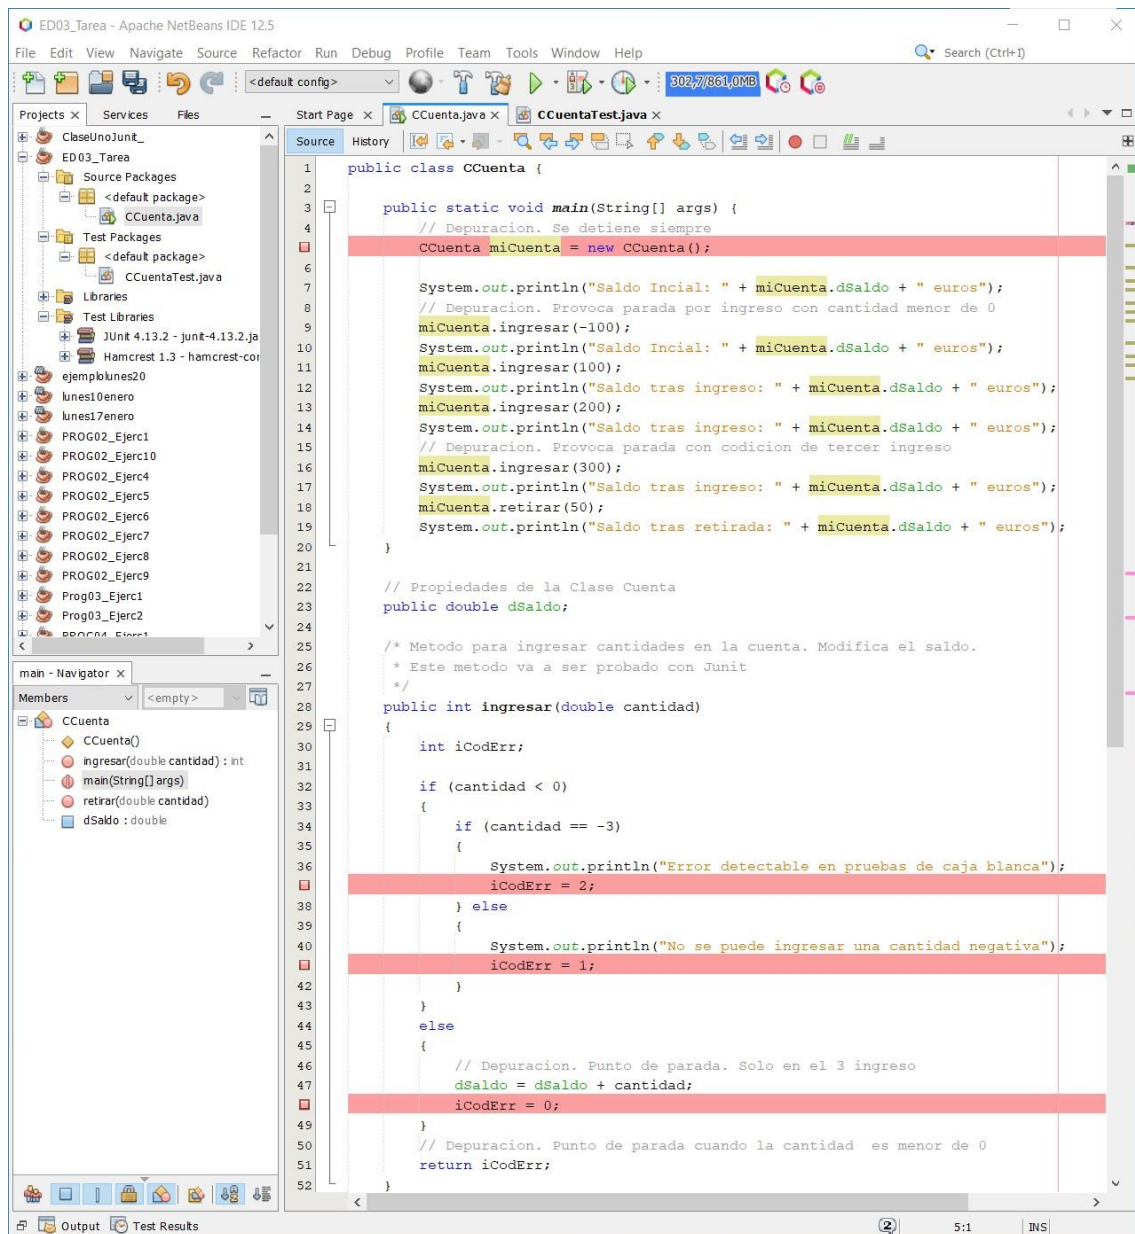 ED03_Tarea - Apache NetBeans IDE 12.5
File Edit View Navigate Source Refactor Run Debug Profile Team Tools Window Help
Search (Ctrl+I)
<default config>
302,7/861,0MB
Projects Services Files
ClaseUnoJunit_
ED03_Tarea
Source Packages
<default package>
CCuenta.java
Test Packages
<default package>
CCuentaTest.java
Libraries
Test Libraries
JUnit 4.13.2 - junit-4.13.2.ja
Hamcrest 1.3 - hamcrest-cor
ejemplolunes20
lunes10enero
lunes17enero
PROG02_Ejerc1
PROG02_Ejerc10
PROG02_Ejerc4
PROG02_Ejerc5
PROG02_Ejerc6
PROG02_Ejerc7
PROG02_Ejerc8
PROG02_Ejerc9
Prog03_Ejerc1
Prog03_Ejerc2
PROG04_Ejerc1
main - Navigator
Members <empty>
CCuenta
CCuenta()
ingresar(double cantidad) : int
main(String[] args)
retirar(double cantidad)
dSaldo : double
Start Page CCuenta.java CCuentaTest.java
Source History
1 public class CCuenta {
2
3 public static void main(String[] args) {
4 // Depuracion. Se detiene siempre
CCuenta miCuenta = new CCuenta();
6
7 System.out.println("Saldo Incial: " + miCuenta.dSaldo + " euros");
8 // Depuracion. Provoca parada por ingreso con cantidad menor de 0
9 miCuenta.ingresar(-100);
10 System.out.println("Saldo Incial: " + miCuenta.dSaldo + " euros");
11 miCuenta.ingresar(100);
12 System.out.println("Saldo tras ingreso: " + miCuenta.dSaldo + " euros");
13 miCuenta.ingresar(200);
14 System.out.println("Saldo tras ingreso: " + miCuenta.dSaldo + " euros");
15 // Depuracion. Provoca parada con codicion de tercer ingreso
16 miCuenta.ingresar(300);
17 System.out.println("Saldo tras ingreso: " + miCuenta.dSaldo + " euros");
18 miCuenta.retirar(50);
19 System.out.println("Saldo tras retirada: " + miCuenta.dSaldo + " euros");
20 }
21
22 // Propiedades de la Clase Cuenta
23 public double dSaldo;
24
25 /* Metodo para ingresar cantidades en la cuenta. Modifica el saldo.
26 * Este metodo va a ser probado con Junit
27 */
28 public int ingresar(double cantidad)
29 {
30 int iCodErr;
31
32 if (cantidad < 0)
33 {
34 if (cantidad == -3)
35 {
36 System.out.println("Error detectable en pruebas de caja blanca");
iCodErr = 2;
38 } else
39 {
40 System.out.println("No se puede ingresar una cantidad negativa");
iCodErr = 1;
42 }
43 }
44 else
45 {
46 // Depuracion. Punto de parada. Solo en el 3 ingreso
47 dSaldo = dSaldo + cantidad;
iCodErr = 0;
49 }
50 // Depuracion. Punto de parada cuando la cantidad es menor de 0
51 return iCodErr;
52 }
Output Test Results
2 5:1 INS